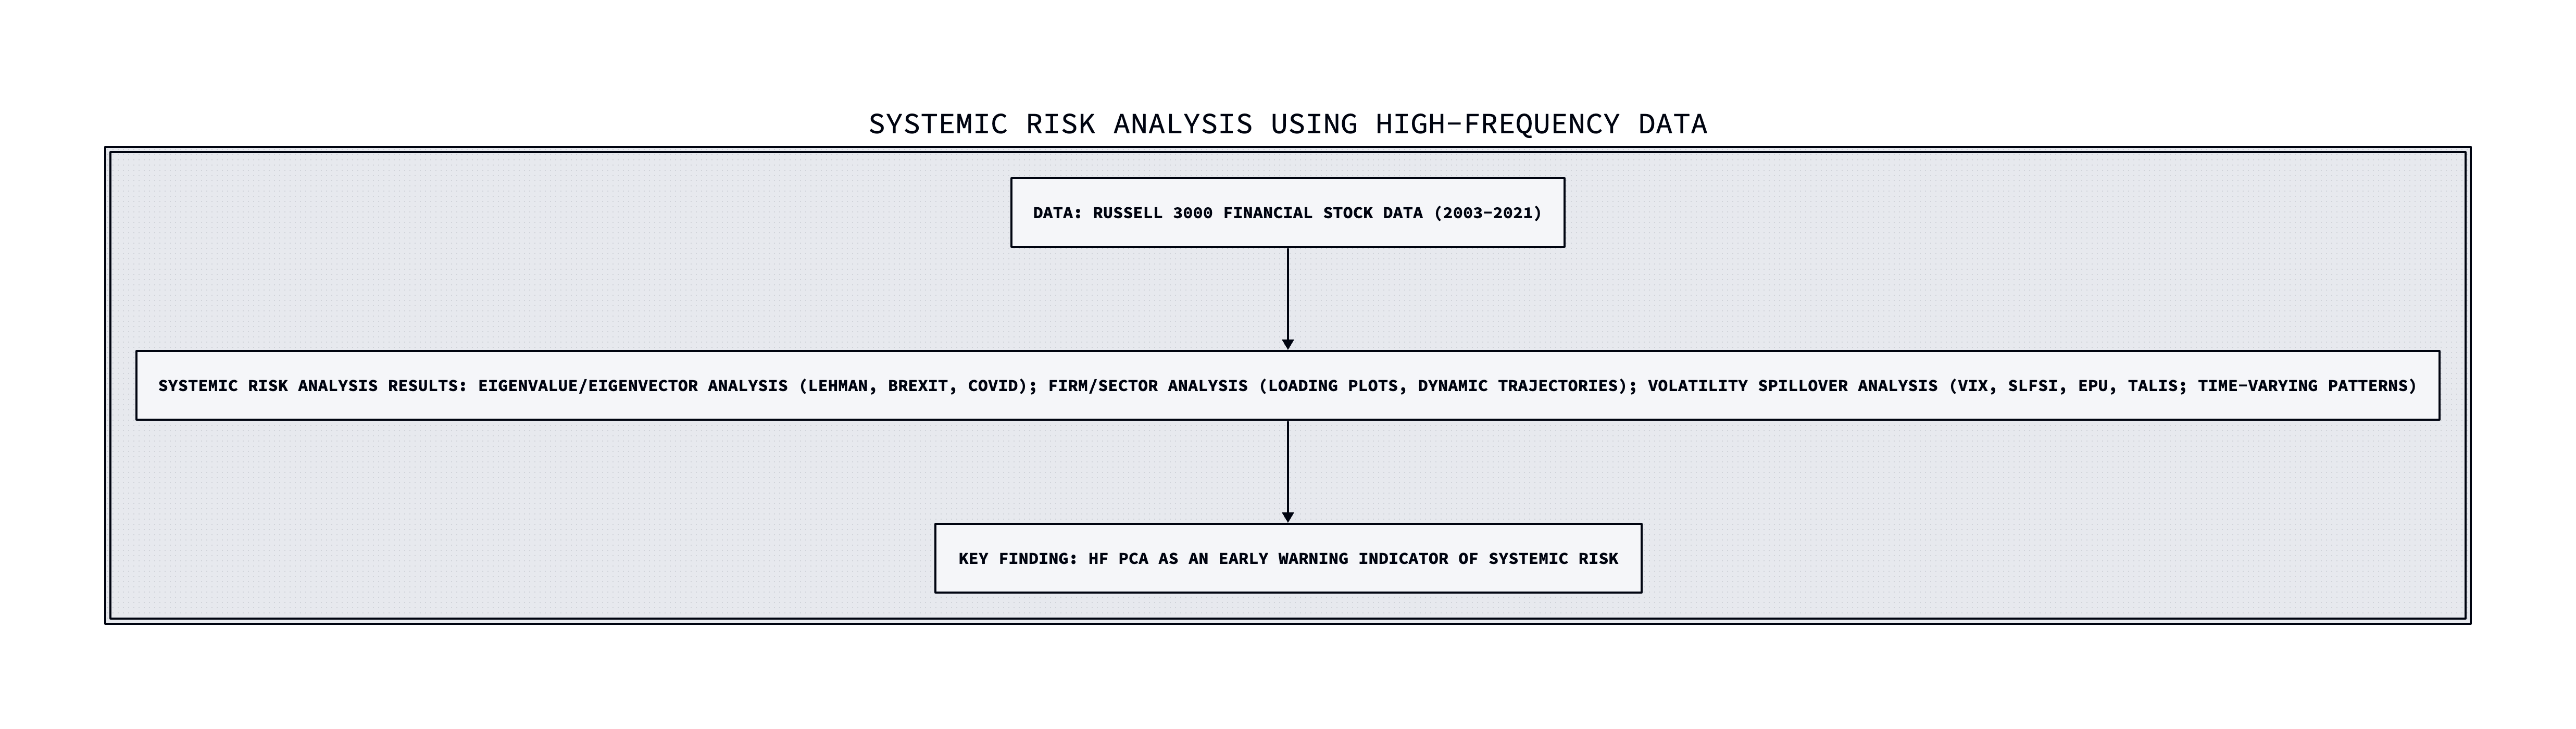 SYSTEMIC RISK ANALYSIS USING HIGH-FREQUENCY DATA
DATA: RUSSELL 3000 FINANCIAL STOCK DATA (2003-2021)
SYSTEMIC RISK ANALYSIS RESULTS: EIGENVALUE/EIGENVECTOR ANALYSIS (LEHMAN, BREXIT, COVID); FIRM/SECTOR ANALYSIS (LOADING PLOTS, DYNAMIC TRAJECTORIES); VOLATILITY SPILLOVER ANALYSIS (VIX, SLFSI, EPU, TALIS; TIME-VARYING PATTERNS)
KEY FINDING: HF PCA AS AN EARLY WARNING INDICATOR OF SYSTEMIC RISK